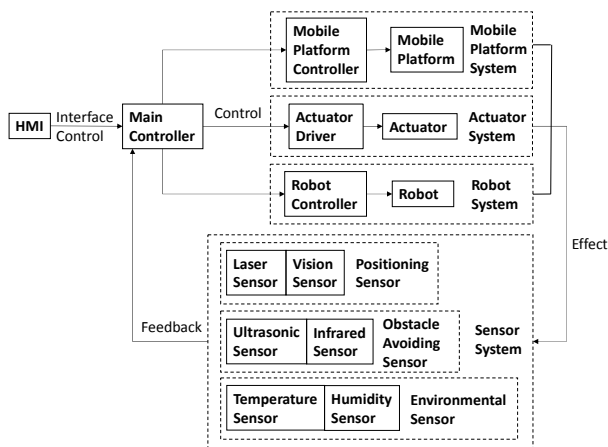 Mobile
Platform
Controller
Mobile
Platform
Mobile
Platform
System
HMI
Interface
Control
Main
Controller
Control
Actuator
Driver
Actuator
Actuator
System
Robot
Controller
Robot
Robot
System
Effect
Laser
Sensor
Vision
Sensor
Positioning
Sensor
Feedback
Ultrasonic
Sensor
Infrared
Sensor
Obstacle
Avoiding
Sensor
Sensor
System
Temperature
Sensor
Humidity
Sensor
Environmental
Sensor